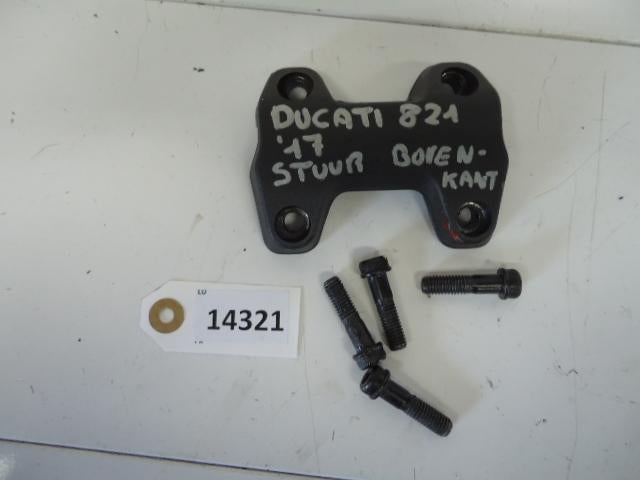 DUCATI 821
'17
STUUR BOVEN-
KANT
14321